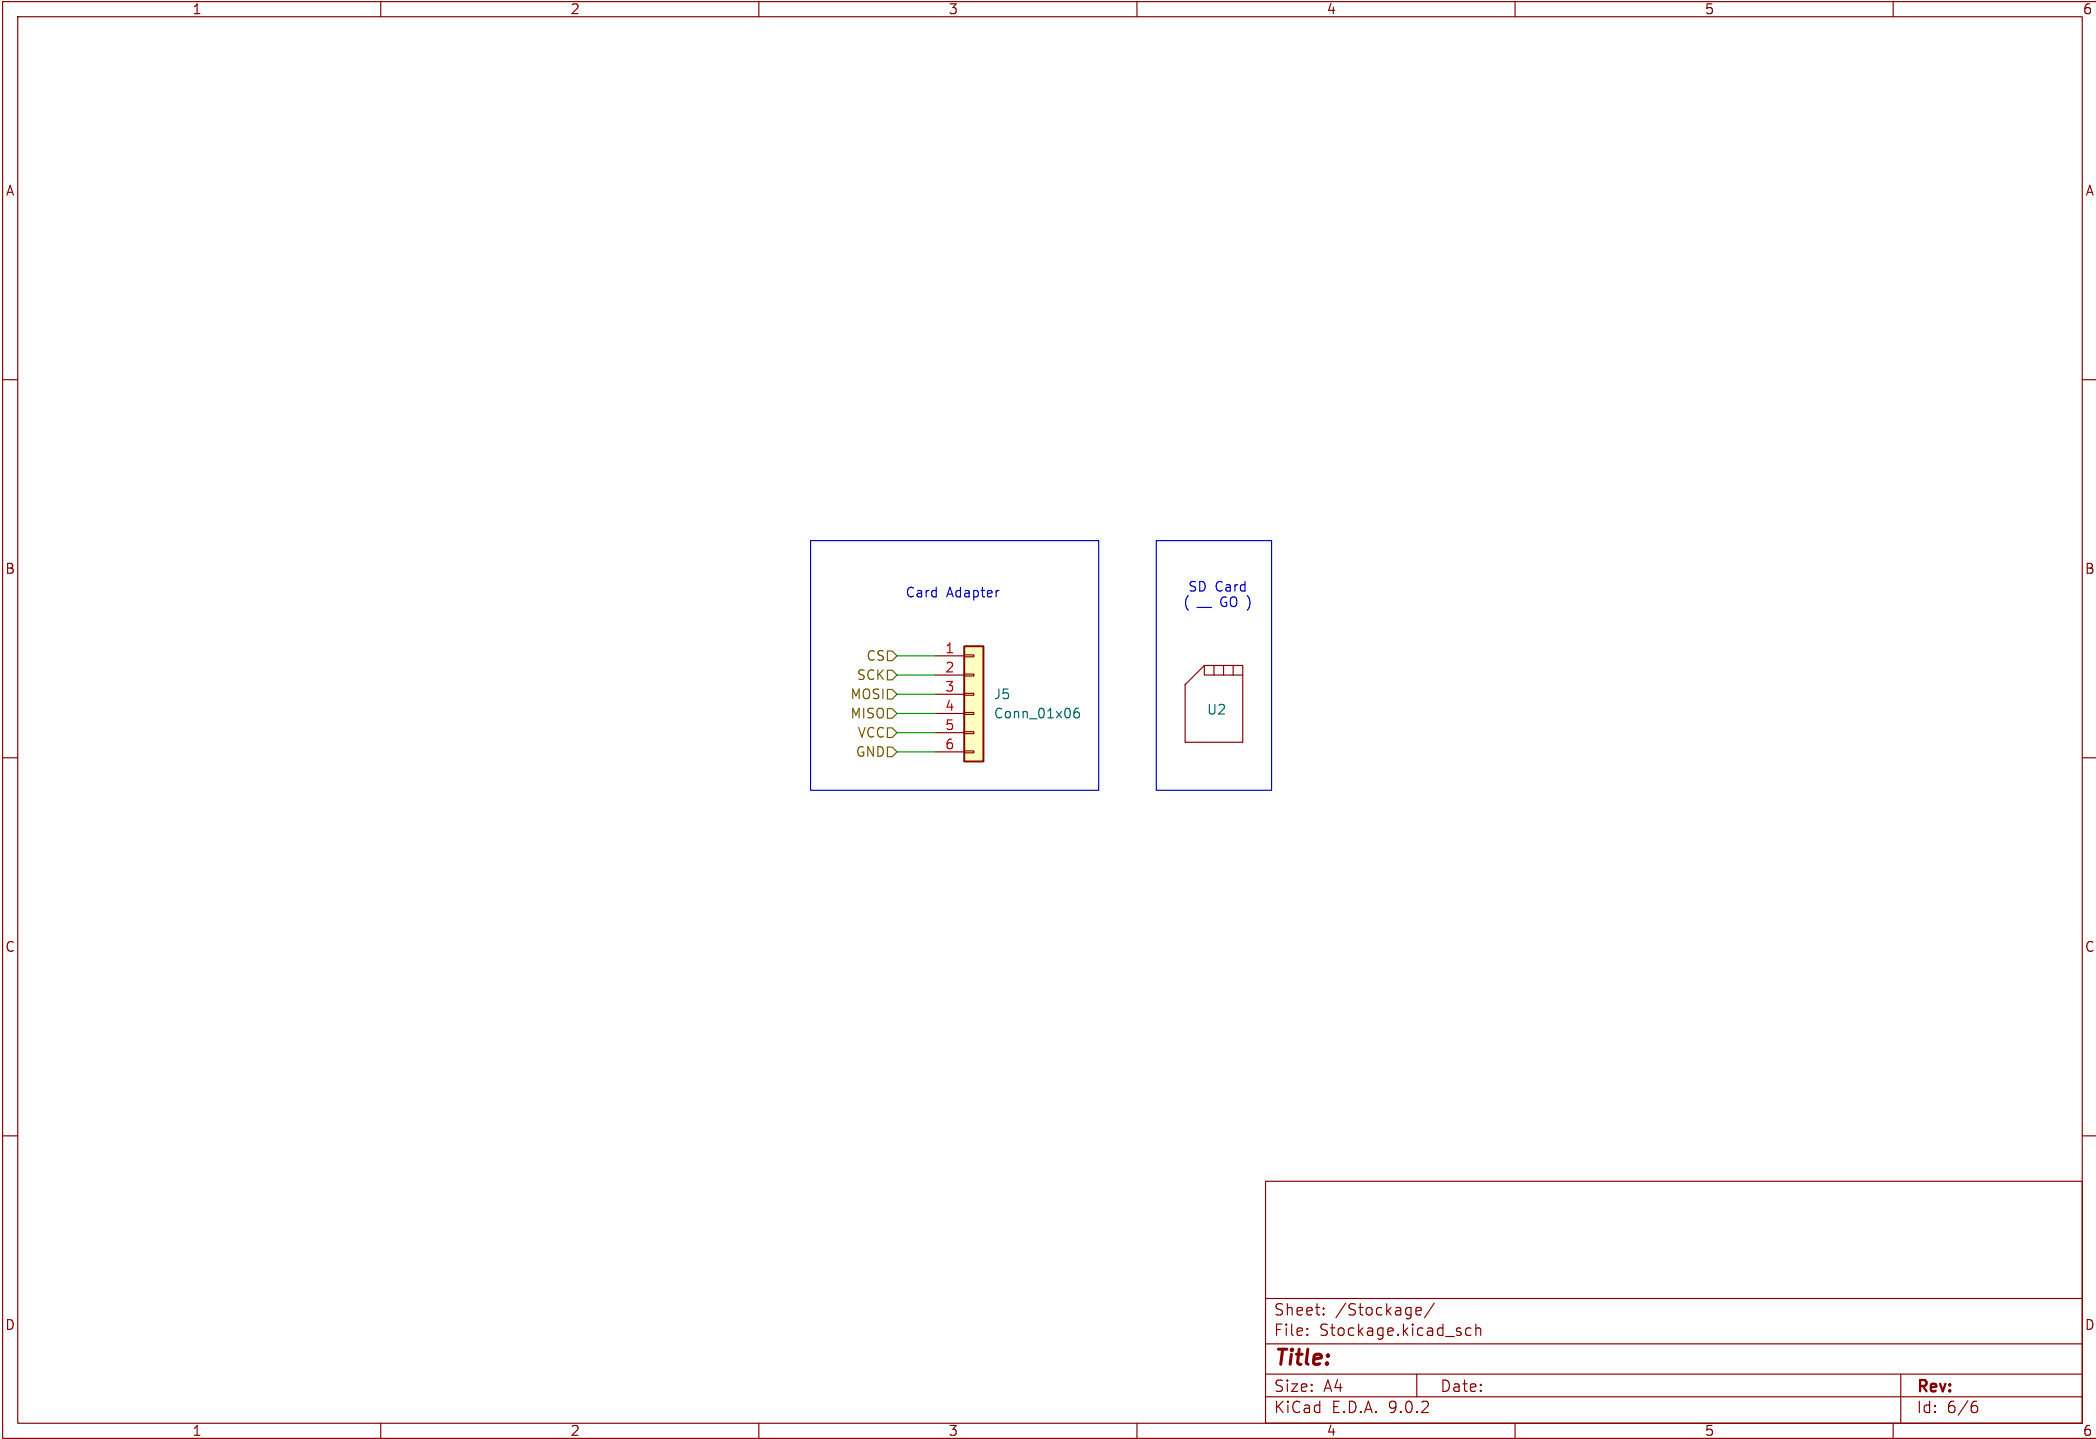 1 2 3 4 5 6
A A
B B
Card Adapter
SD Card
( __ GO )
CS 1
SCK 2
MOSI 3 J5
MISO 4 Conn_01x06
VCC 5
GND 6
U2
C C
D D
Sheet: /Stockage/
File: Stockage.kicad_sch
Title:
Size: A4 Date: Rev:
KiCad E.D.A. 9.0.2 Id: 6/6
1 2 3 4 5 6